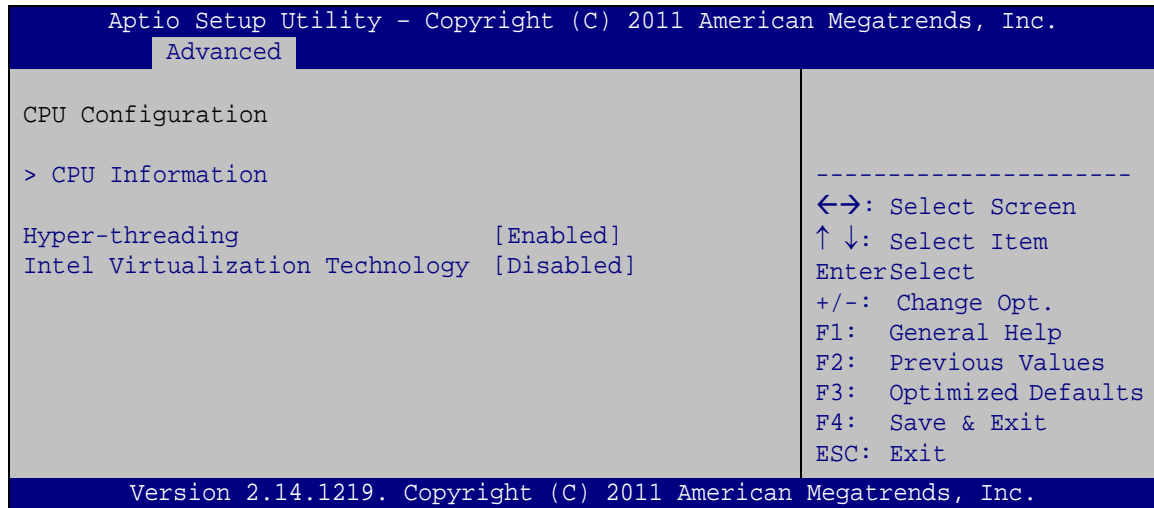 Aptio Setup Utility – Copyright (C) 2011 American Megatrends, Inc.
Advanced
CPU Configuration
> CPU Information
Hyper-threading [Enabled]
Intel Virtualization Technology [Disabled]
----------------------
←→: Select Screen
↑ ↓: Select Item
EnterSelect
+/-: Change Opt.
F1: General Help
F2: Previous Values
F3: Optimized Defaults
F4: Save & Exit
ESC: Exit
Version 2.14.1219. Copyright (C) 2011 American Megatrends, Inc.